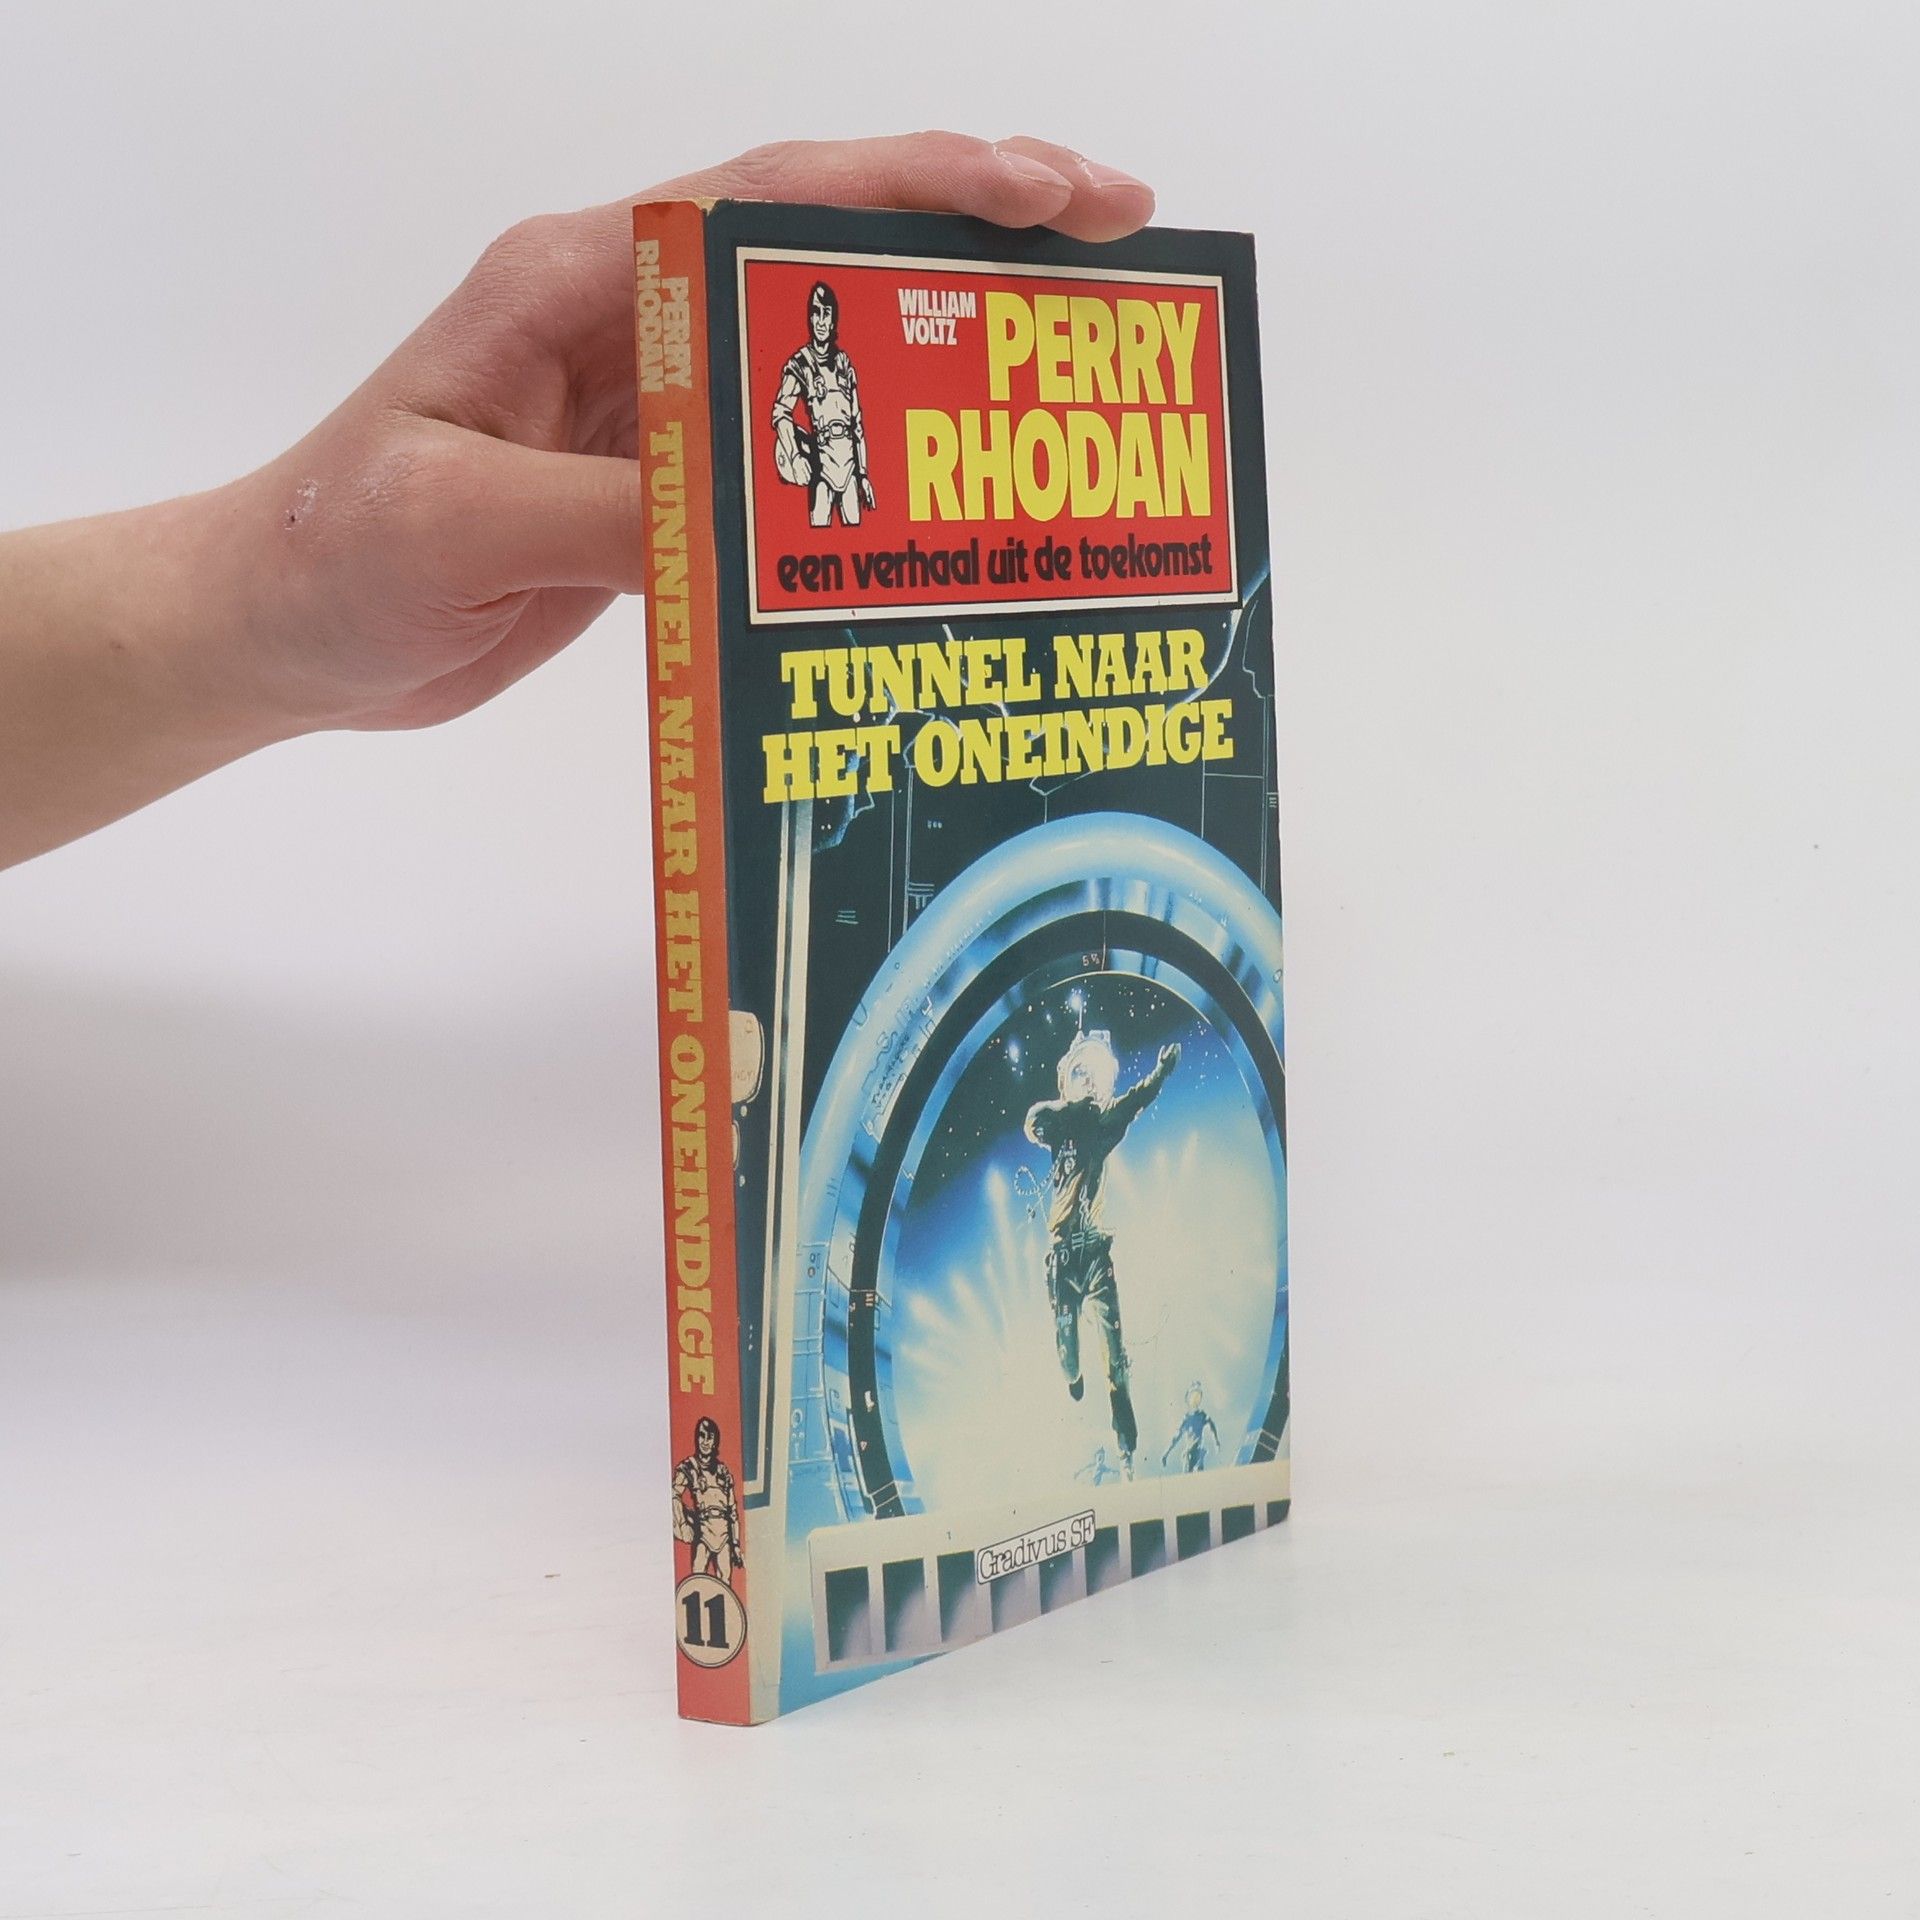 PERRY
RHODAN
TUNNEL NAAR HET ONEINDIGE
11
WILLIAM
VOLTZ
PERRY
RHODAN
een verhaal uit de toekomst
TUNNEL NAAR
HET ONEINDIGE
Gradivus SF